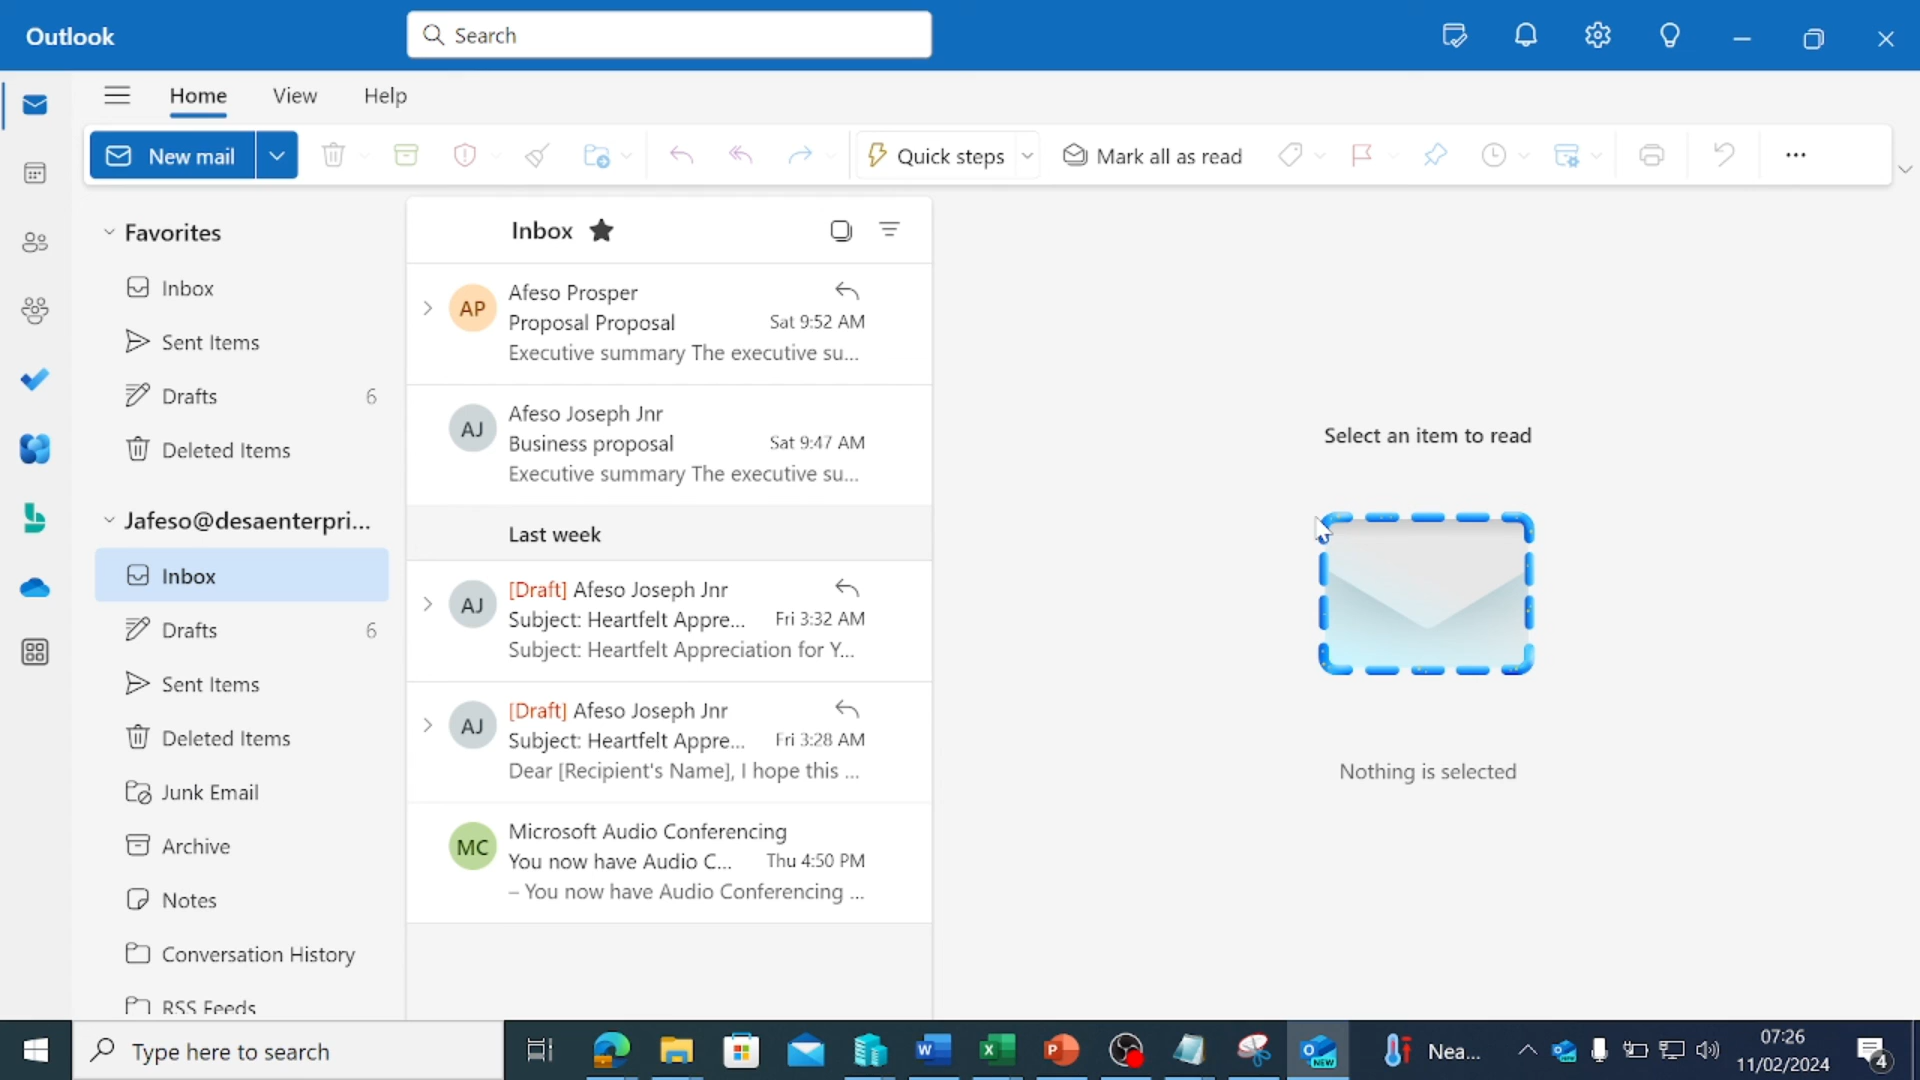 Outlook
Search
Home View Help
New mail
Quick steps
Mark all as read
Favorites
Inbox
Sent Items
Drafts 6
Deleted Items
Jafeso@desaenterpri...
Inbox
Drafts 6
Sent Items
Deleted Items
Junk Email
Archive
Notes
Conversation History
RSS Feeds
Inbox
AP
Afeso Prosper
Proposal Proposal Sat 9:52 AM
Executive summary The executive su...
AJ
Afeso Joseph Jnr
Business proposal Sat 9:47 AM
Executive summary The executive su...
Last week
AJ
[Draft] Afeso Joseph Jnr
Subject: Heartfelt Appre... Fri 3:32 AM
Subject: Heartfelt Appreciation for Y...
AJ
[Draft] Afeso Joseph Jnr
Subject: Heartfelt Appre... Fri 3:28 AM
Dear [Recipient's Name], I hope this ...
MC
Microsoft Audio Conferencing
You now have Audio C... Thu 4:50 PM
– You now have Audio Conferencing ...
Select an item to read
Nothing is selected
Type here to search
W
X
P
NEW
Nea...
07:26
11/02/2024
4